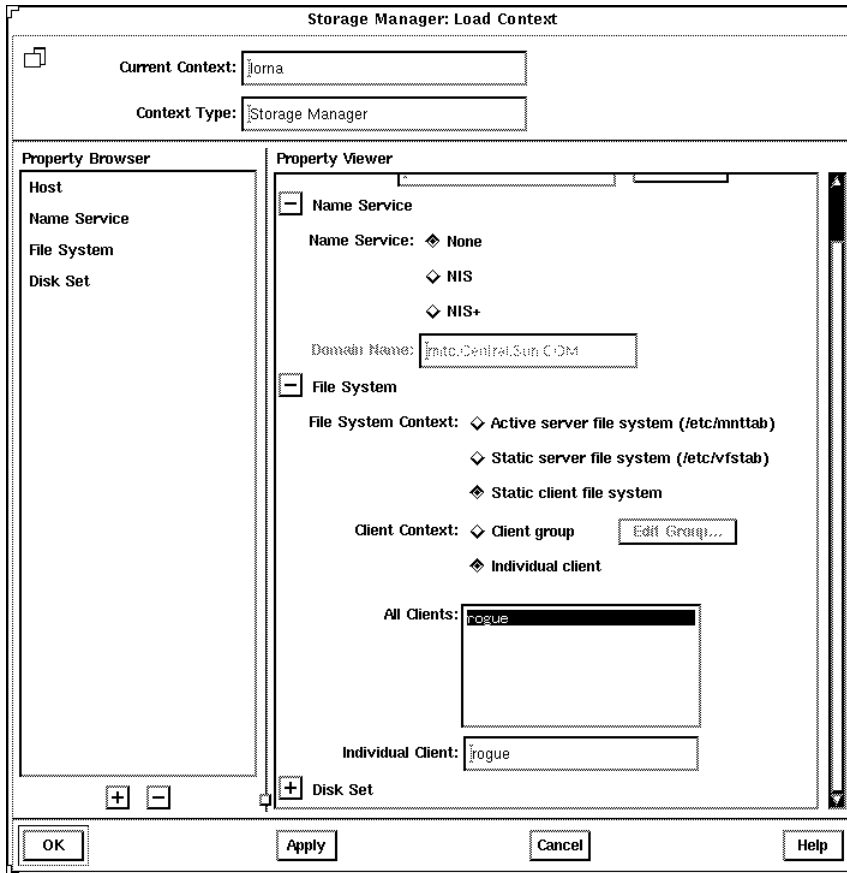 Storage Manager: Load Context
Current Context: lorna
Context Type: Storage Manager
Property Browser
Host
Name Service
File System
Disk Set
Property Viewer
Name Service
Name Service: None
NIS
NIS+
Domain Name: mtc.Central.Sun.COM
File System
File System Context: Active server file system (/etc/mnttab)
Static server file system (/etc/vfstab)
Static client file system
Client Context: Client group Edit Group...
Individual client
All Clients: rogue
Individual Client: rogue
Disk Set
OK Apply Cancel Help